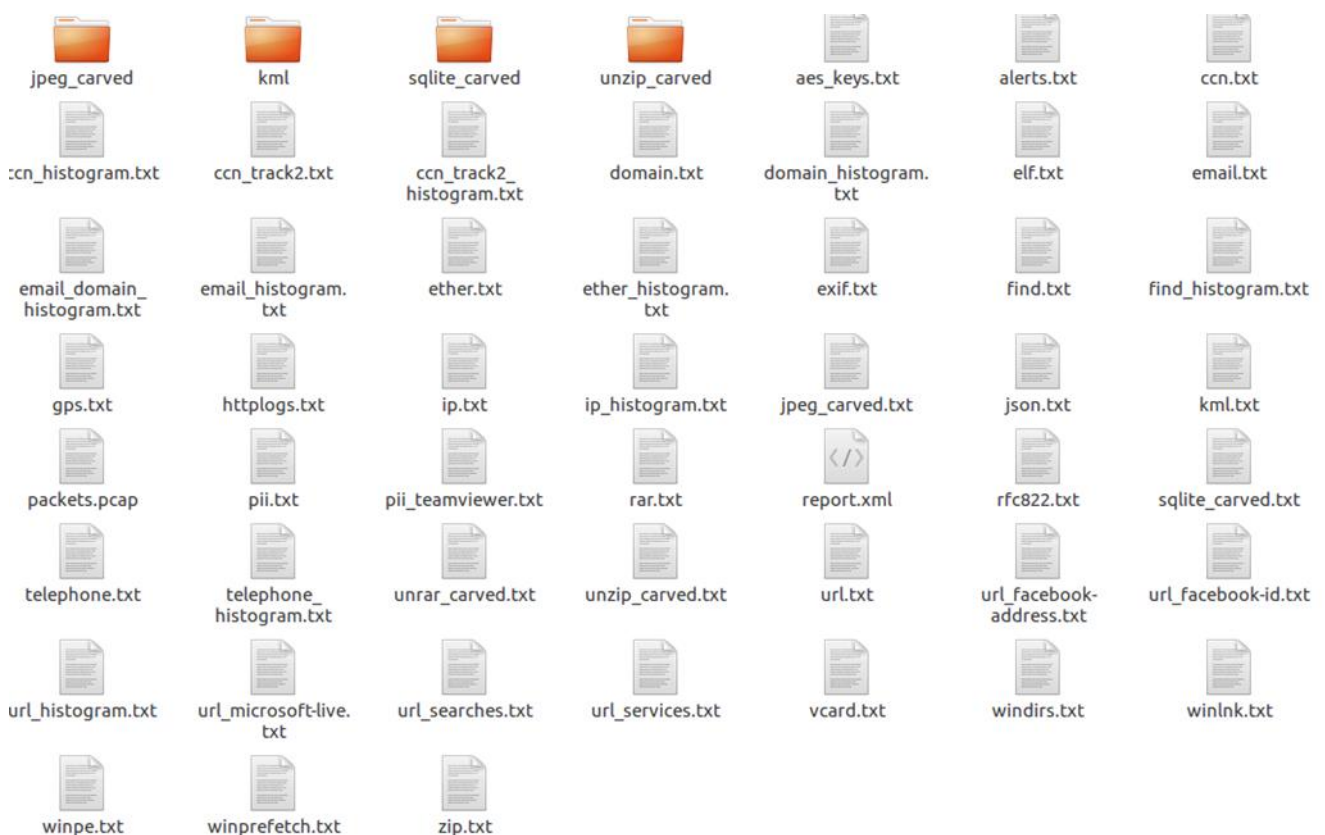 jpeg_carved
kml
sqlite_carved
unzip_carved
aes_keys.txt
alerts.txt
ccn.txt
ccn_histogram.txt
ccn_track2.txt
ccn_track2_
histogram.txt
domain.txt
domain_histogram.
txt
elf.txt
email.txt
email_domain_
histogram.txt
email_histogram.
txt
ether.txt
ether_histogram.
txt
exif.txt
find.txt
find_histogram.txt
gps.txt
httplogs.txt
ip.txt
ip_histogram.txt
jpeg_carved.txt
json.txt
kml.txt
packets.pcap
pii.txt
pii_teamviewer.txt
rar.txt
</>
report.xml
rfc822.txt
sqlite_carved.txt
telephone.txt
telephone_
histogram.txt
unrar_carved.txt
unzip_carved.txt
url.txt
url_facebook-
address.txt
url_facebook-id.txt
url_histogram.txt
url_microsoft-live.
txt
url_searches.txt
url_services.txt
vcard.txt
windirs.txt
winlnk.txt
winpe.txt
winprefetch.txt
zip.txt